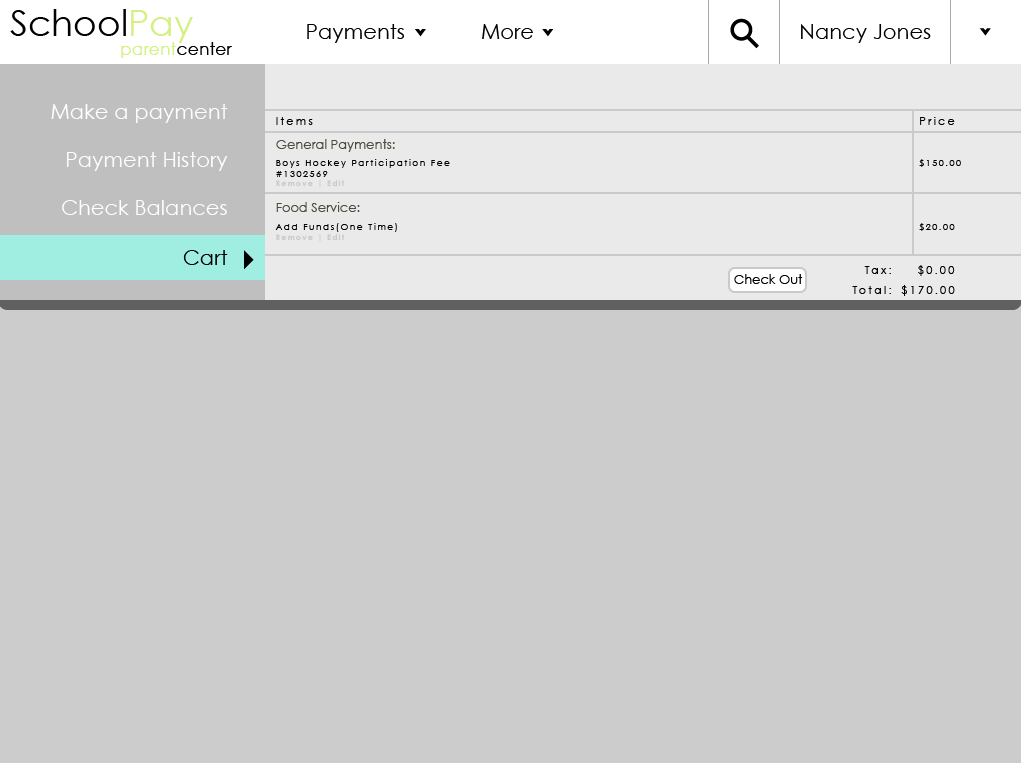 SchoolPay
parentcenter
Payments
More
Nancy Jones
Make a payment
Payment History
Check Balances
Cart
Items
Price
General Payments:
Boys Hockey Participation Fee
#1302569
$150.00
Remove | Edit
Food Service:
Add Funds(One Time)
$20.00
Remove | Edit
Check Out
Tax: $0.00
Total: $170.00